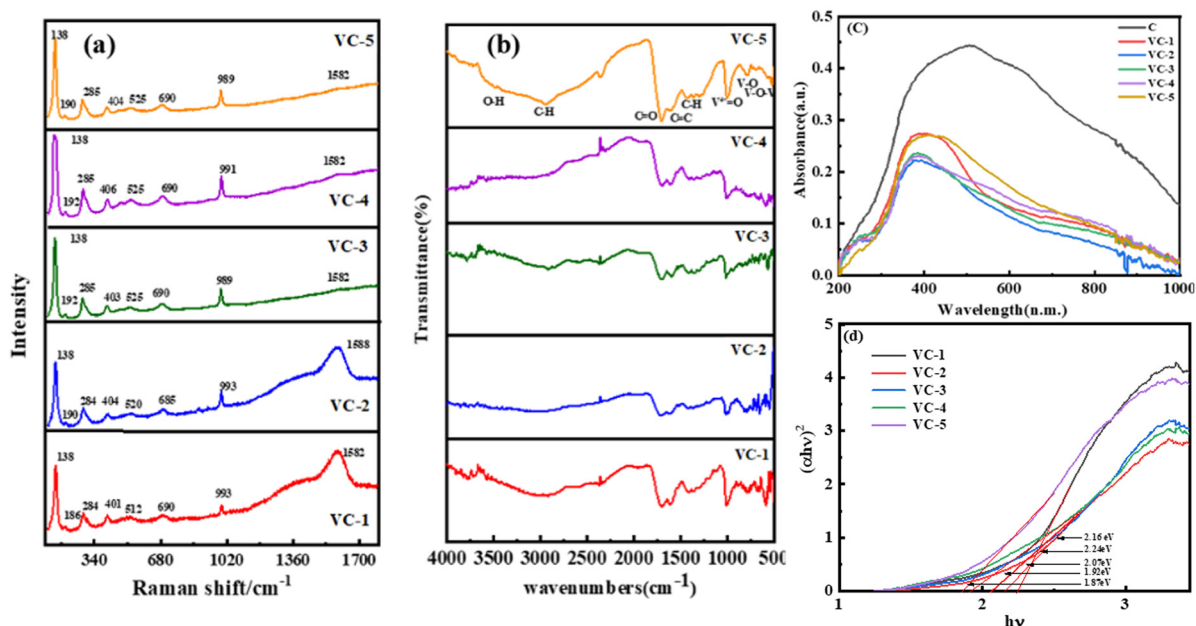 (a)
138
VC-5
190
285
404
525
690
989
1582
138
VC-4
192
285
406
525
690
991
1582
138
VC-3
192
285
403
525
690
989
1582
138
VC-2
190
284
404
520
685
993
1588
138
VC-1
186
284
401
512
690
993
1582
Intensity
340 680 1020 1360 1700
Raman shift/cm-1
(b)
VC-5
O-H
C-H
C=O
C=C
C-H
V-O
VC-4
VC-3
VC-2
VC-1
Transmittance(%)
4000 3500 3000 2500 2000 1500 1000 500
wavenumbers(cm-1)
(C)
C
VC-1
VC-2
VC-3
VC-4
VC-5
0.5
0.4
0.3
0.2
0.1
0.0
Absorbance(a.u.)
200 400 600 800 1000
Wavelength(n.m.)
(d)
VC-1
VC-2
VC-3
VC-4
VC-5
5
4
3
2
1
0
(αhν)2
2.16 eV
2.24eV
2.07eV
1.92eV
1.87eV
1 2 3
hν